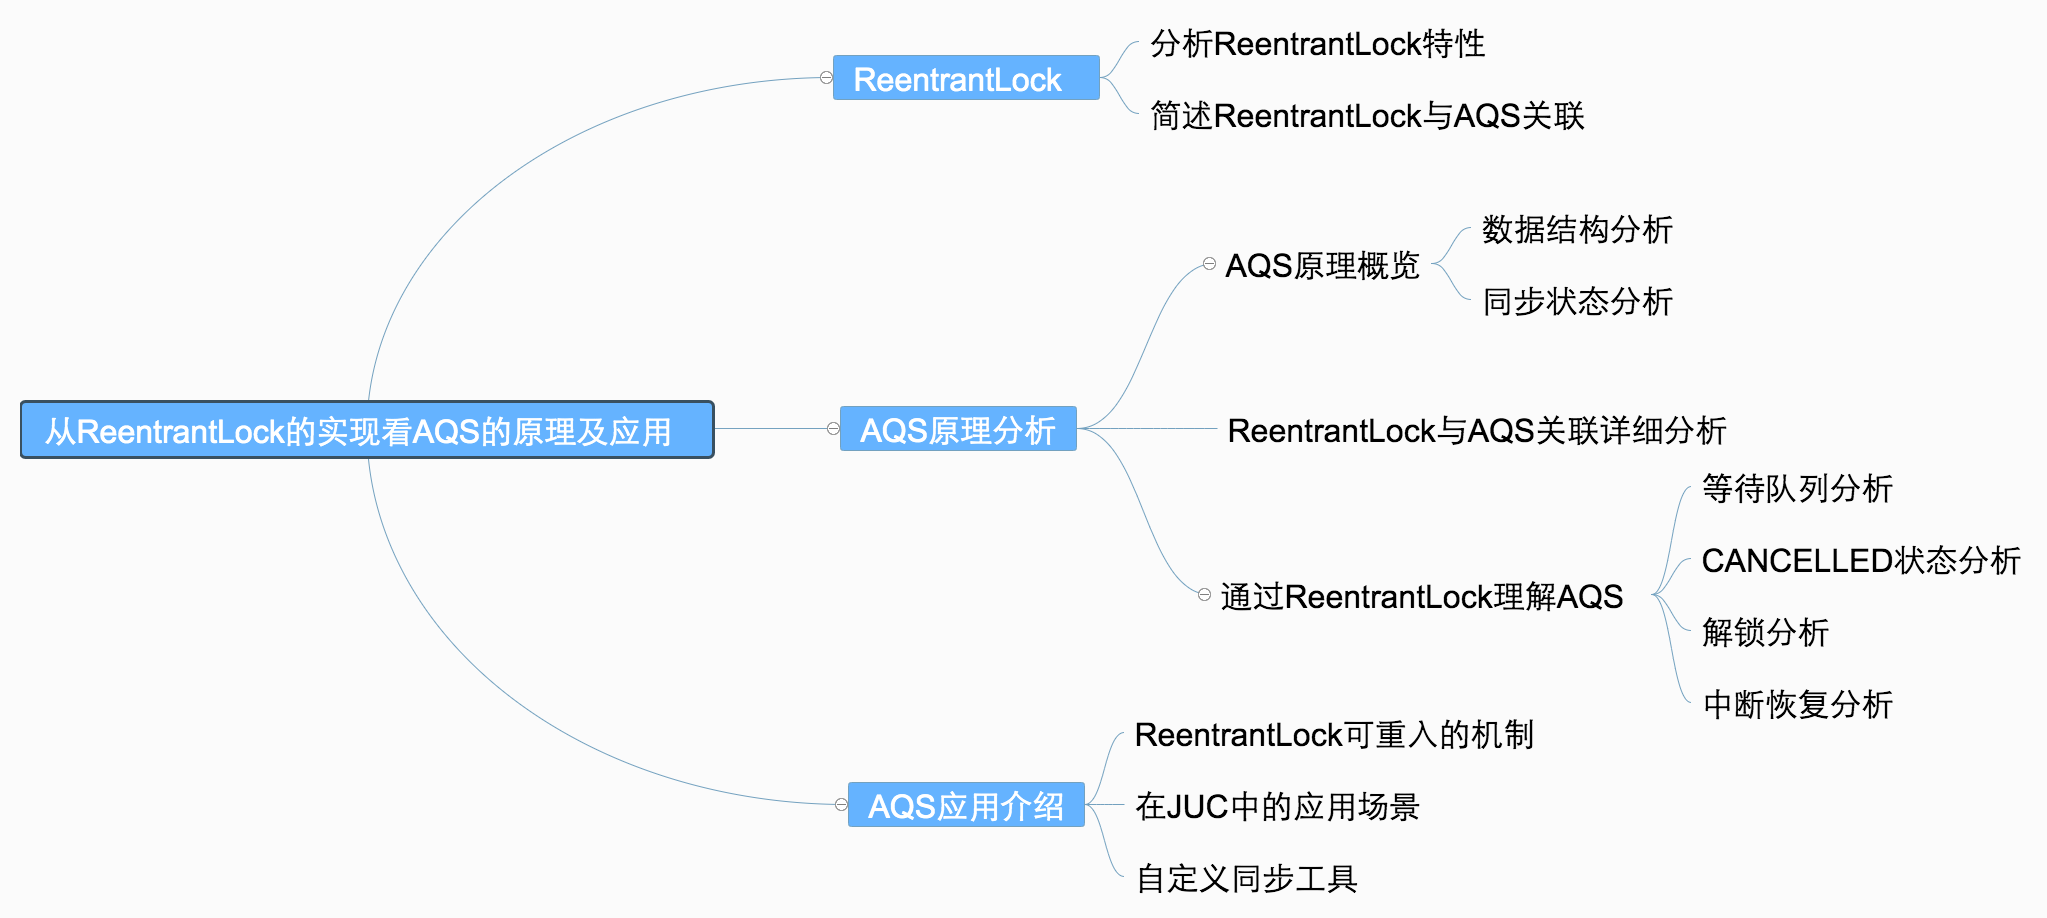 从ReentrantLock的实现看AQS的原理及应用
ReentrantLock
分析ReentrantLock特性
简述ReentrantLock与AQS关联
AQS原理分析
AQS原理概览
数据结构分析
同步状态分析
ReentrantLock与AQS关联详细分析
通过ReentrantLock理解AQS
等待队列分析
CANCELLED状态分析
解锁分析
中断恢复分析
AQS应用介绍
ReentrantLock可重入的机制
在JUC中的应用场景
自定义同步工具